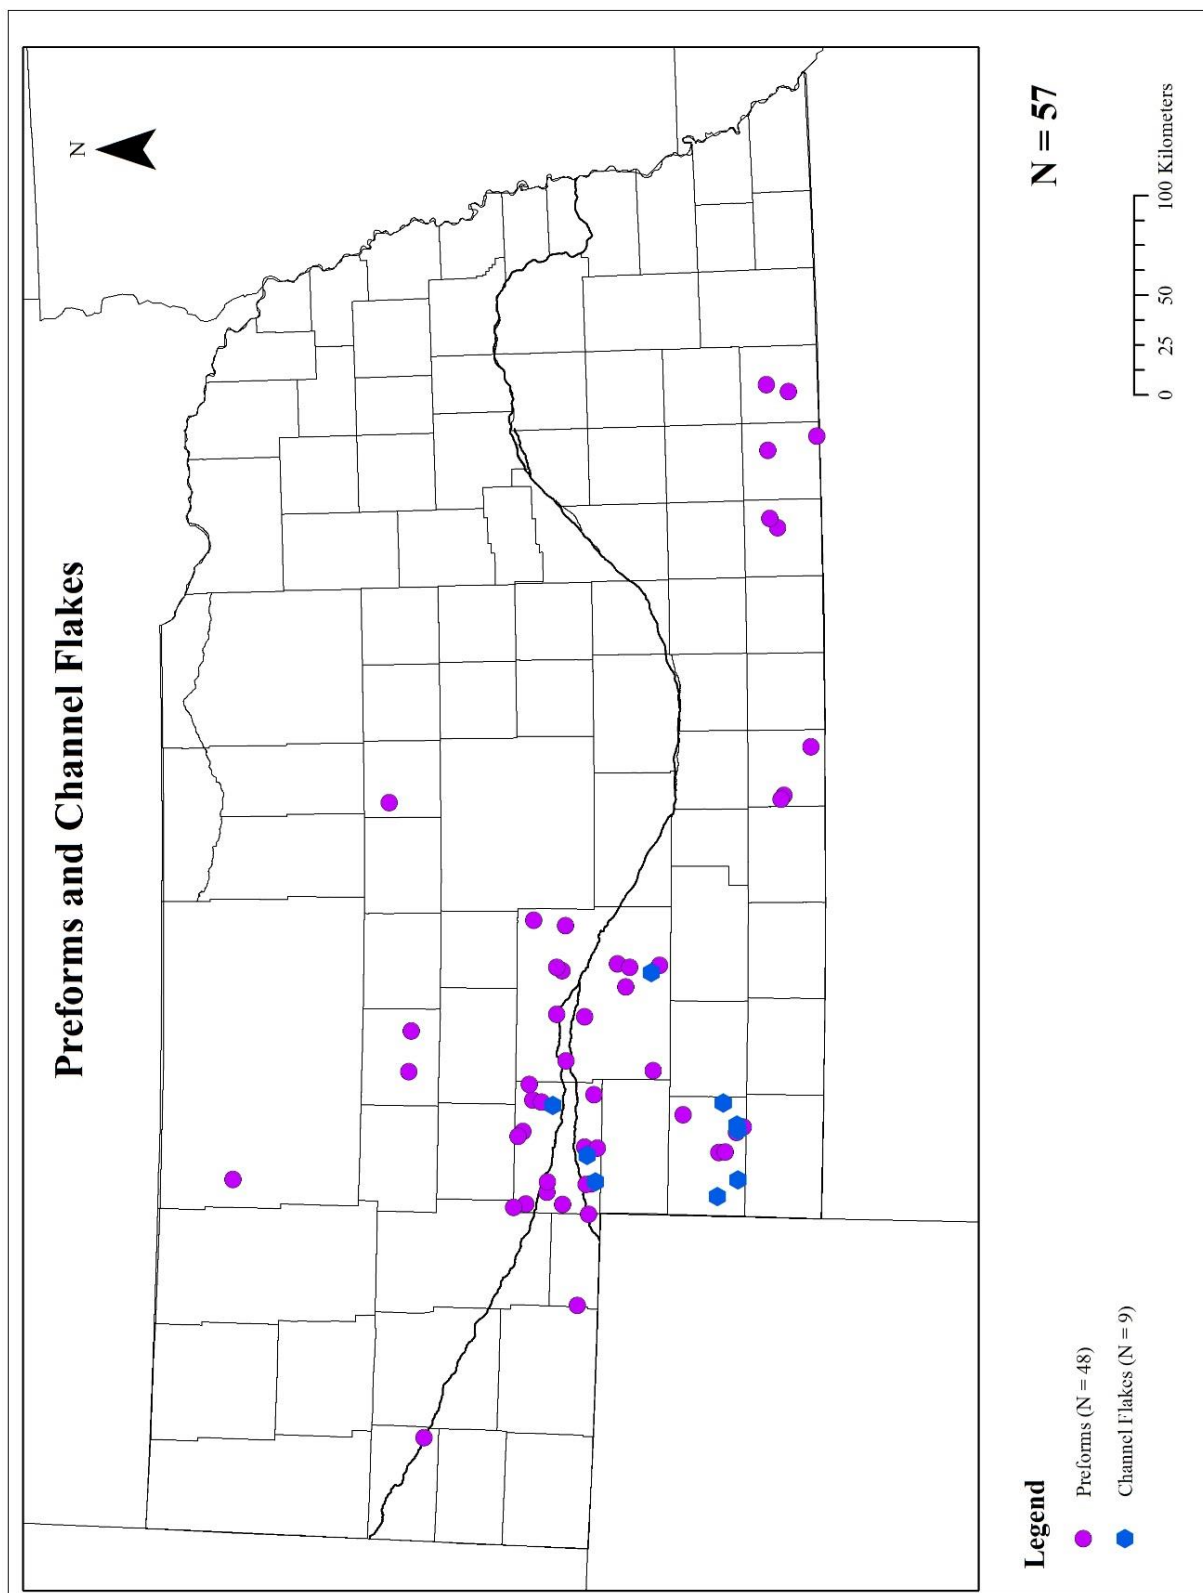 Preforms and Channel Flakes
N
Legend
Preforms (N = 48)
Channel Flakes (N = 9)
0 25 50 100 Kilometers
N = 57